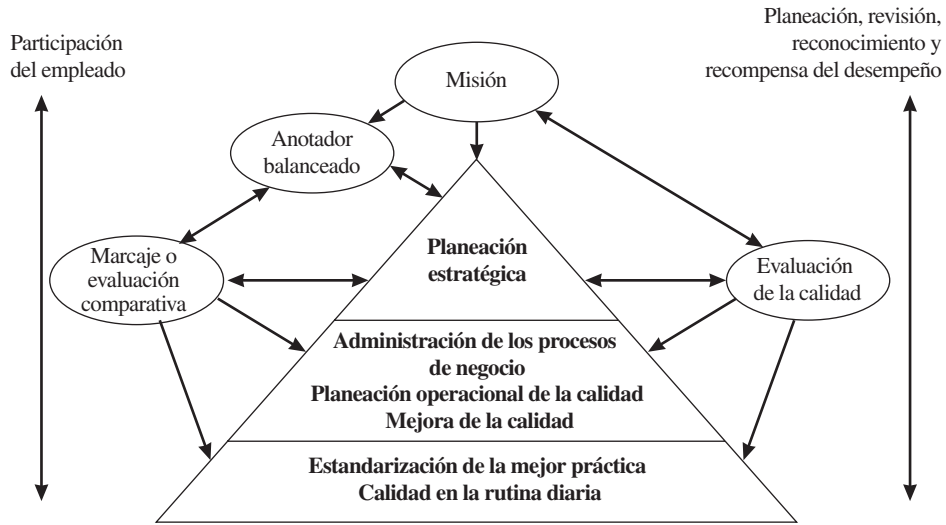 Participación
del empleado
Planeación, revisión,
reconocimiento y
recompensa del desempeño
Misión
Anotador
balanceado
Marcaje o
evaluación
comparativa
Planeación
estratégica
Evaluación
de la calidad
Administración de los procesos
de negocio
Planeación operacional de la calidad
Mejora de la calidad
Estandarización de la mejor práctica
Calidad en la rutina diaria